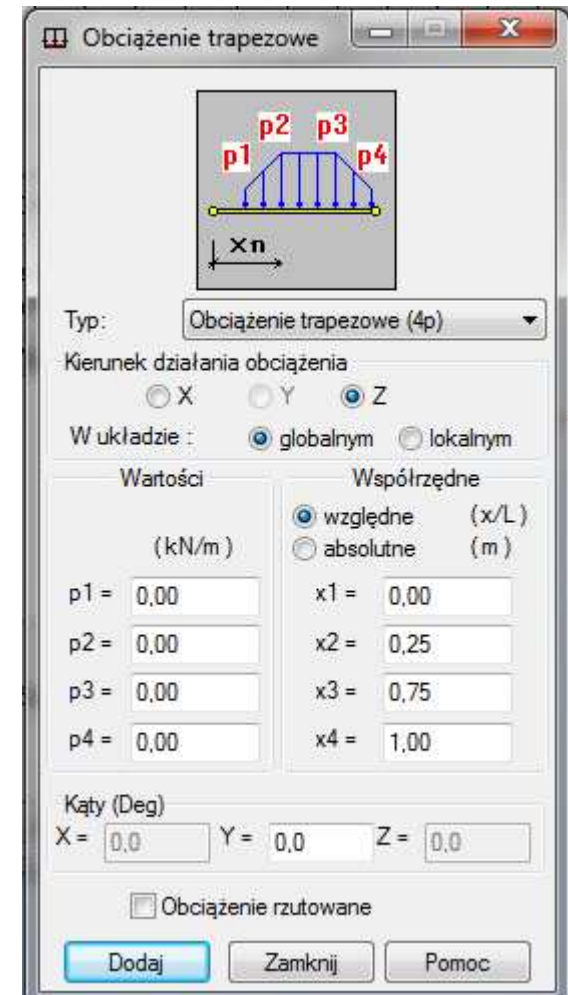 Obciążenie trapezowe
p2 p3
p1 p4
Xn
Typ: Obciążenie trapezowe (4p)
Kierunek działania obciążenia
X Y Z
W układzie : globalnym lokalnym
Wartości Współrzędne
względne (x/L)
(kN/m) absolutne (m)
p1 = 0,00 x1 = 0,00
p2 = 0,00 x2 = 0,25
p3 = 0,00 x3 = 0,75
p4 = 0,00 x4 = 1,00
Kąty (Deg)
X = 0,0 Y = 0,0 Z = 0,0
Obciążenie rzutowane
Dodaj Zamknij Pomoc